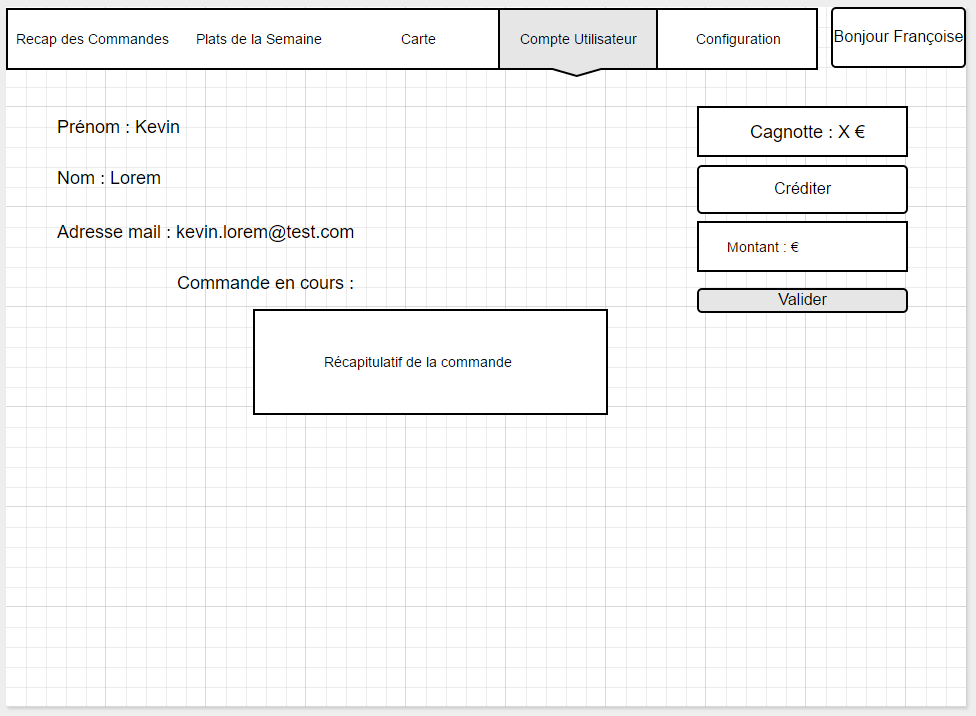 Recap des Commandes
Plats de la Semaine
Carte
Compte Utilisateur
Configuration
Bonjour Françoise
Prénom : Kevin
Nom : Lorem
Adresse mail : kevin.lorem@test.com
Commande en cours :
Récapitulatif de la commande
Cagnotte : X €
Créditer
Montant : €
Valider